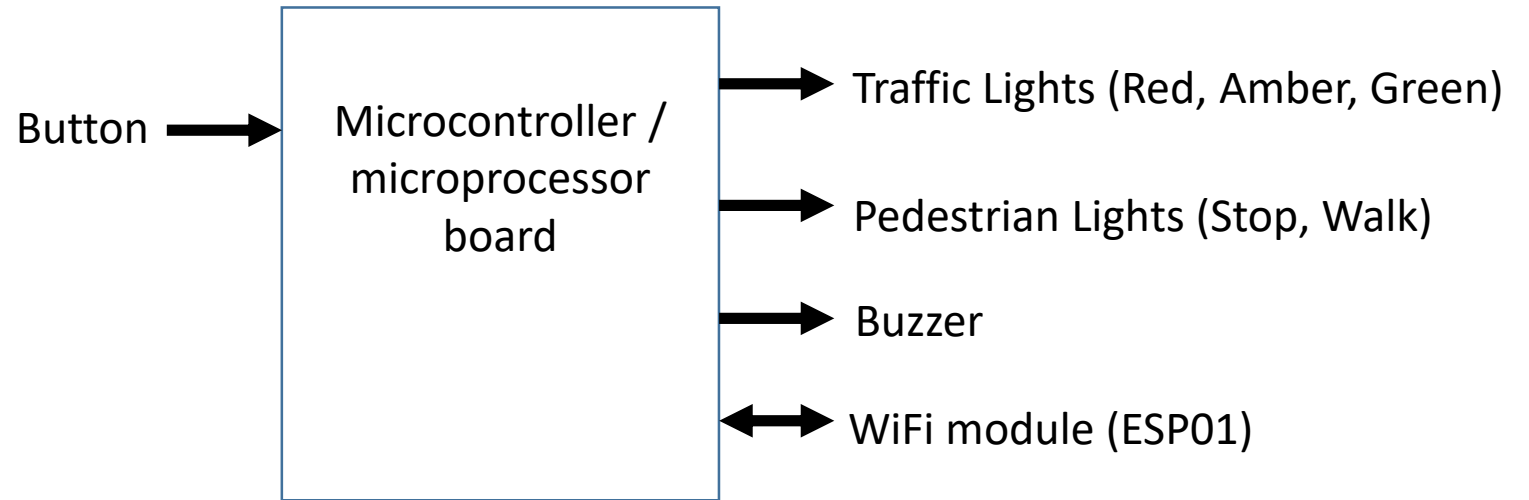 Button
Microcontroller /
microprocessor
board
Traffic Lights (Red, Amber, Green)
Pedestrian Lights (Stop, Walk)
Buzzer
WiFi module (ESP01)